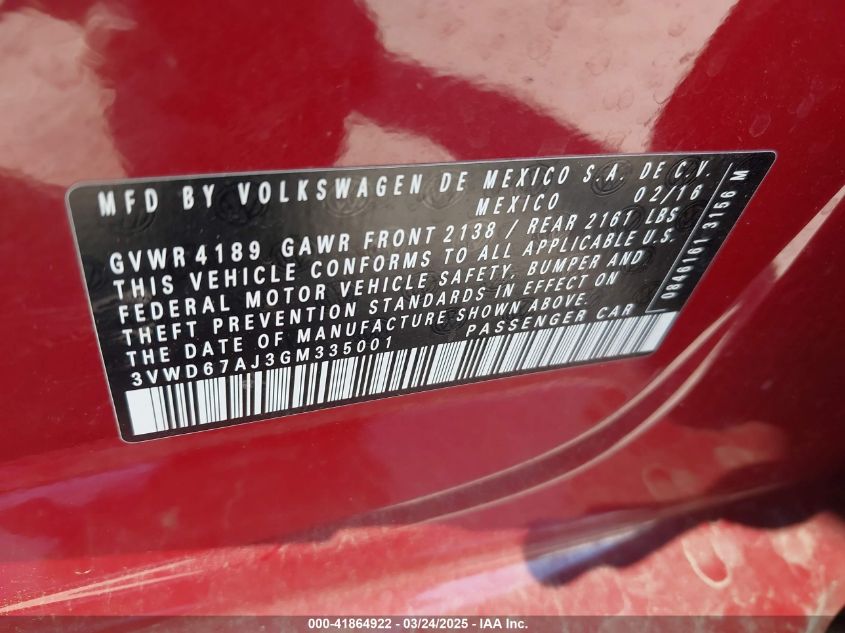 MFD BY VOLKSWAGEN DE MEXICO S.A. DE C.V.
MEXICO 02/16
GVWR 4189 GAWR FRONT 2138 / REAR 2161 LBS
THIS VEHICLE CONFORMS TO ALL APPLICABLE U.S.
FEDERAL MOTOR VEHICLE SAFETY, BUMPER AND
THEFT PREVENTION STANDARDS IN EFFECT ON
THE DATE OF MANUFACTURE SHOWN ABOVE.
3VWD67AJ3GM335001 PASSENGER CAR
0846161 3156 M
000-41864922 - 03/24/2025 - IAA Inc.